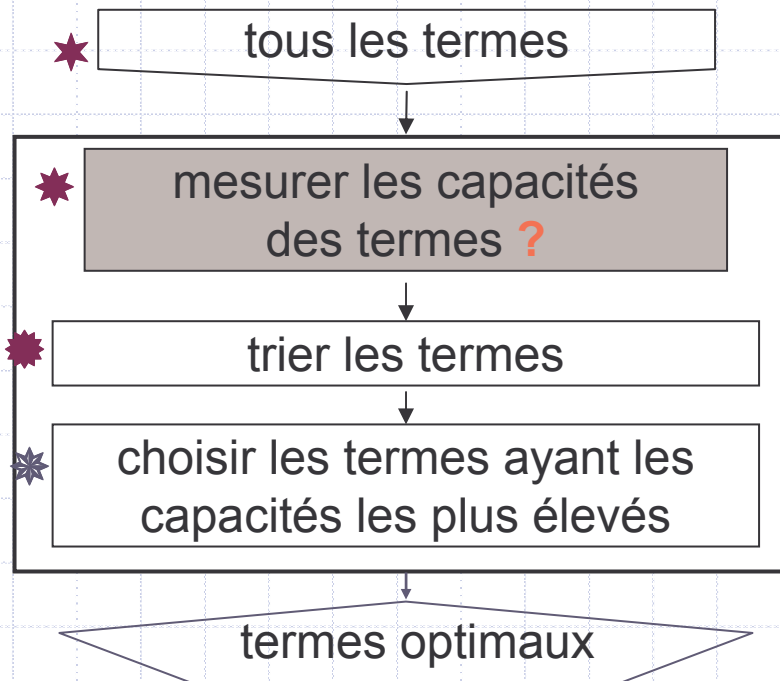 tous les termes
mesurer les capacités
des termes ?
trier les termes
choisir les termes ayant les
capacités les plus élevés
termes optimaux